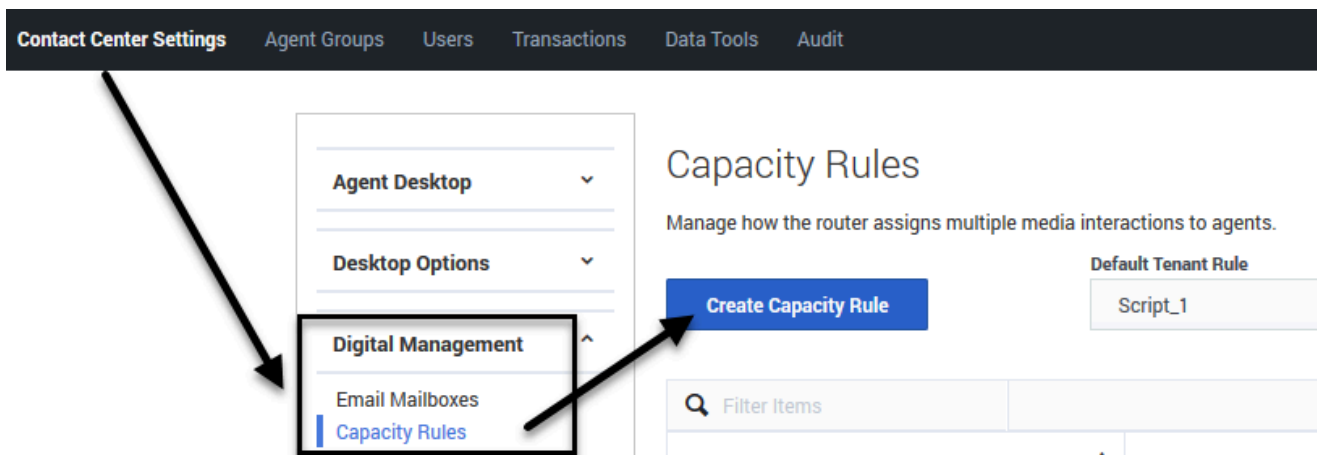 Contact Center Settings Agent Groups Users Transactions Data Tools Audit
Agent Desktop
Desktop Options
Digital Management
Email Mailboxes
Capacity Rules
Capacity Rules
Manage how the router assigns multiple media interactions to agents.
Default Tenant Rule
Create Capacity Rule
Script_1
Filter Items